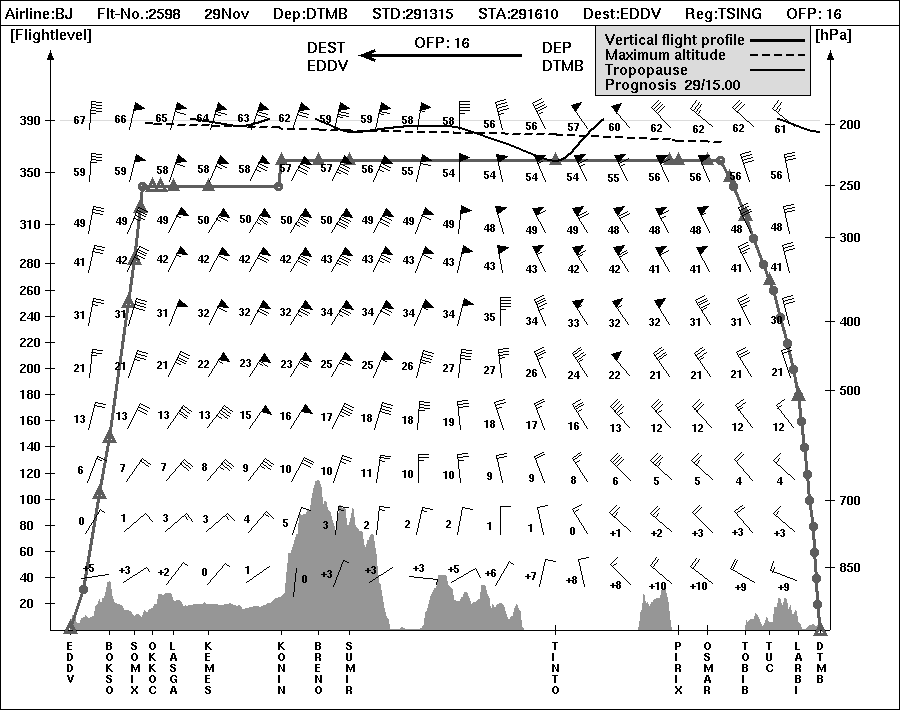 Airline:BJ Flt-No.:2598 29Nov Dep:DTMB STD:291315 STA:291610 Dest:EDDV Reg:TSING OFP: 16
[Flightlevel] DEST EDDV OFP: 16 DEP DTMB [hPa]
Vertical flight profile
Maximum altitude
Tropopause
Prognosis 29/15.00
390 67 66 65 64 63 62 59 59 58 58 56 56 57 60 62 62 62 61 200
350 59 59 58 58 58 57 57 56 55 54 54 54 54 55 56 56 56 56
250
310 49 49 49 50 50 50 50 49 49 49 48 49 49 48 48 48 48 48
300
280 41 42 42 42 42 42 43 43 43 43 43 43 42 42 41 41 41 41
260
240 31 31 31 32 32 32 34 34 34 34 35 34 33 32 32 31 31 30 400
220
200 21 21 21 22 23 23 25 25 26 27 27 26 24 22 21 21 21 21
180 500
160 13 13 13 13 15 16 17 18 18 19 18 17 16 13 12 12 12 12
140
120 6 7 7 8 9 10 10 11 10 10 9 9 8 6 5 5 4 4
100 700
80 0 1 3 3 4 5 3 2 2 2 1 1 0 +1 +2 +3 +3 +3
60
40 +5 +3 +2 0 1 0 +3 +3 +3 +5 +6 +7 +8 +8 +10 +10 +9 +9 850
20
EDDV
BOKSO
SOMIX
OKKOC
LASGA
KEMES
KONIN
BRENO
SUMIR
TINTO
PIRIX
OSMAR
TOBIB
TUC
LARBI
DTMB